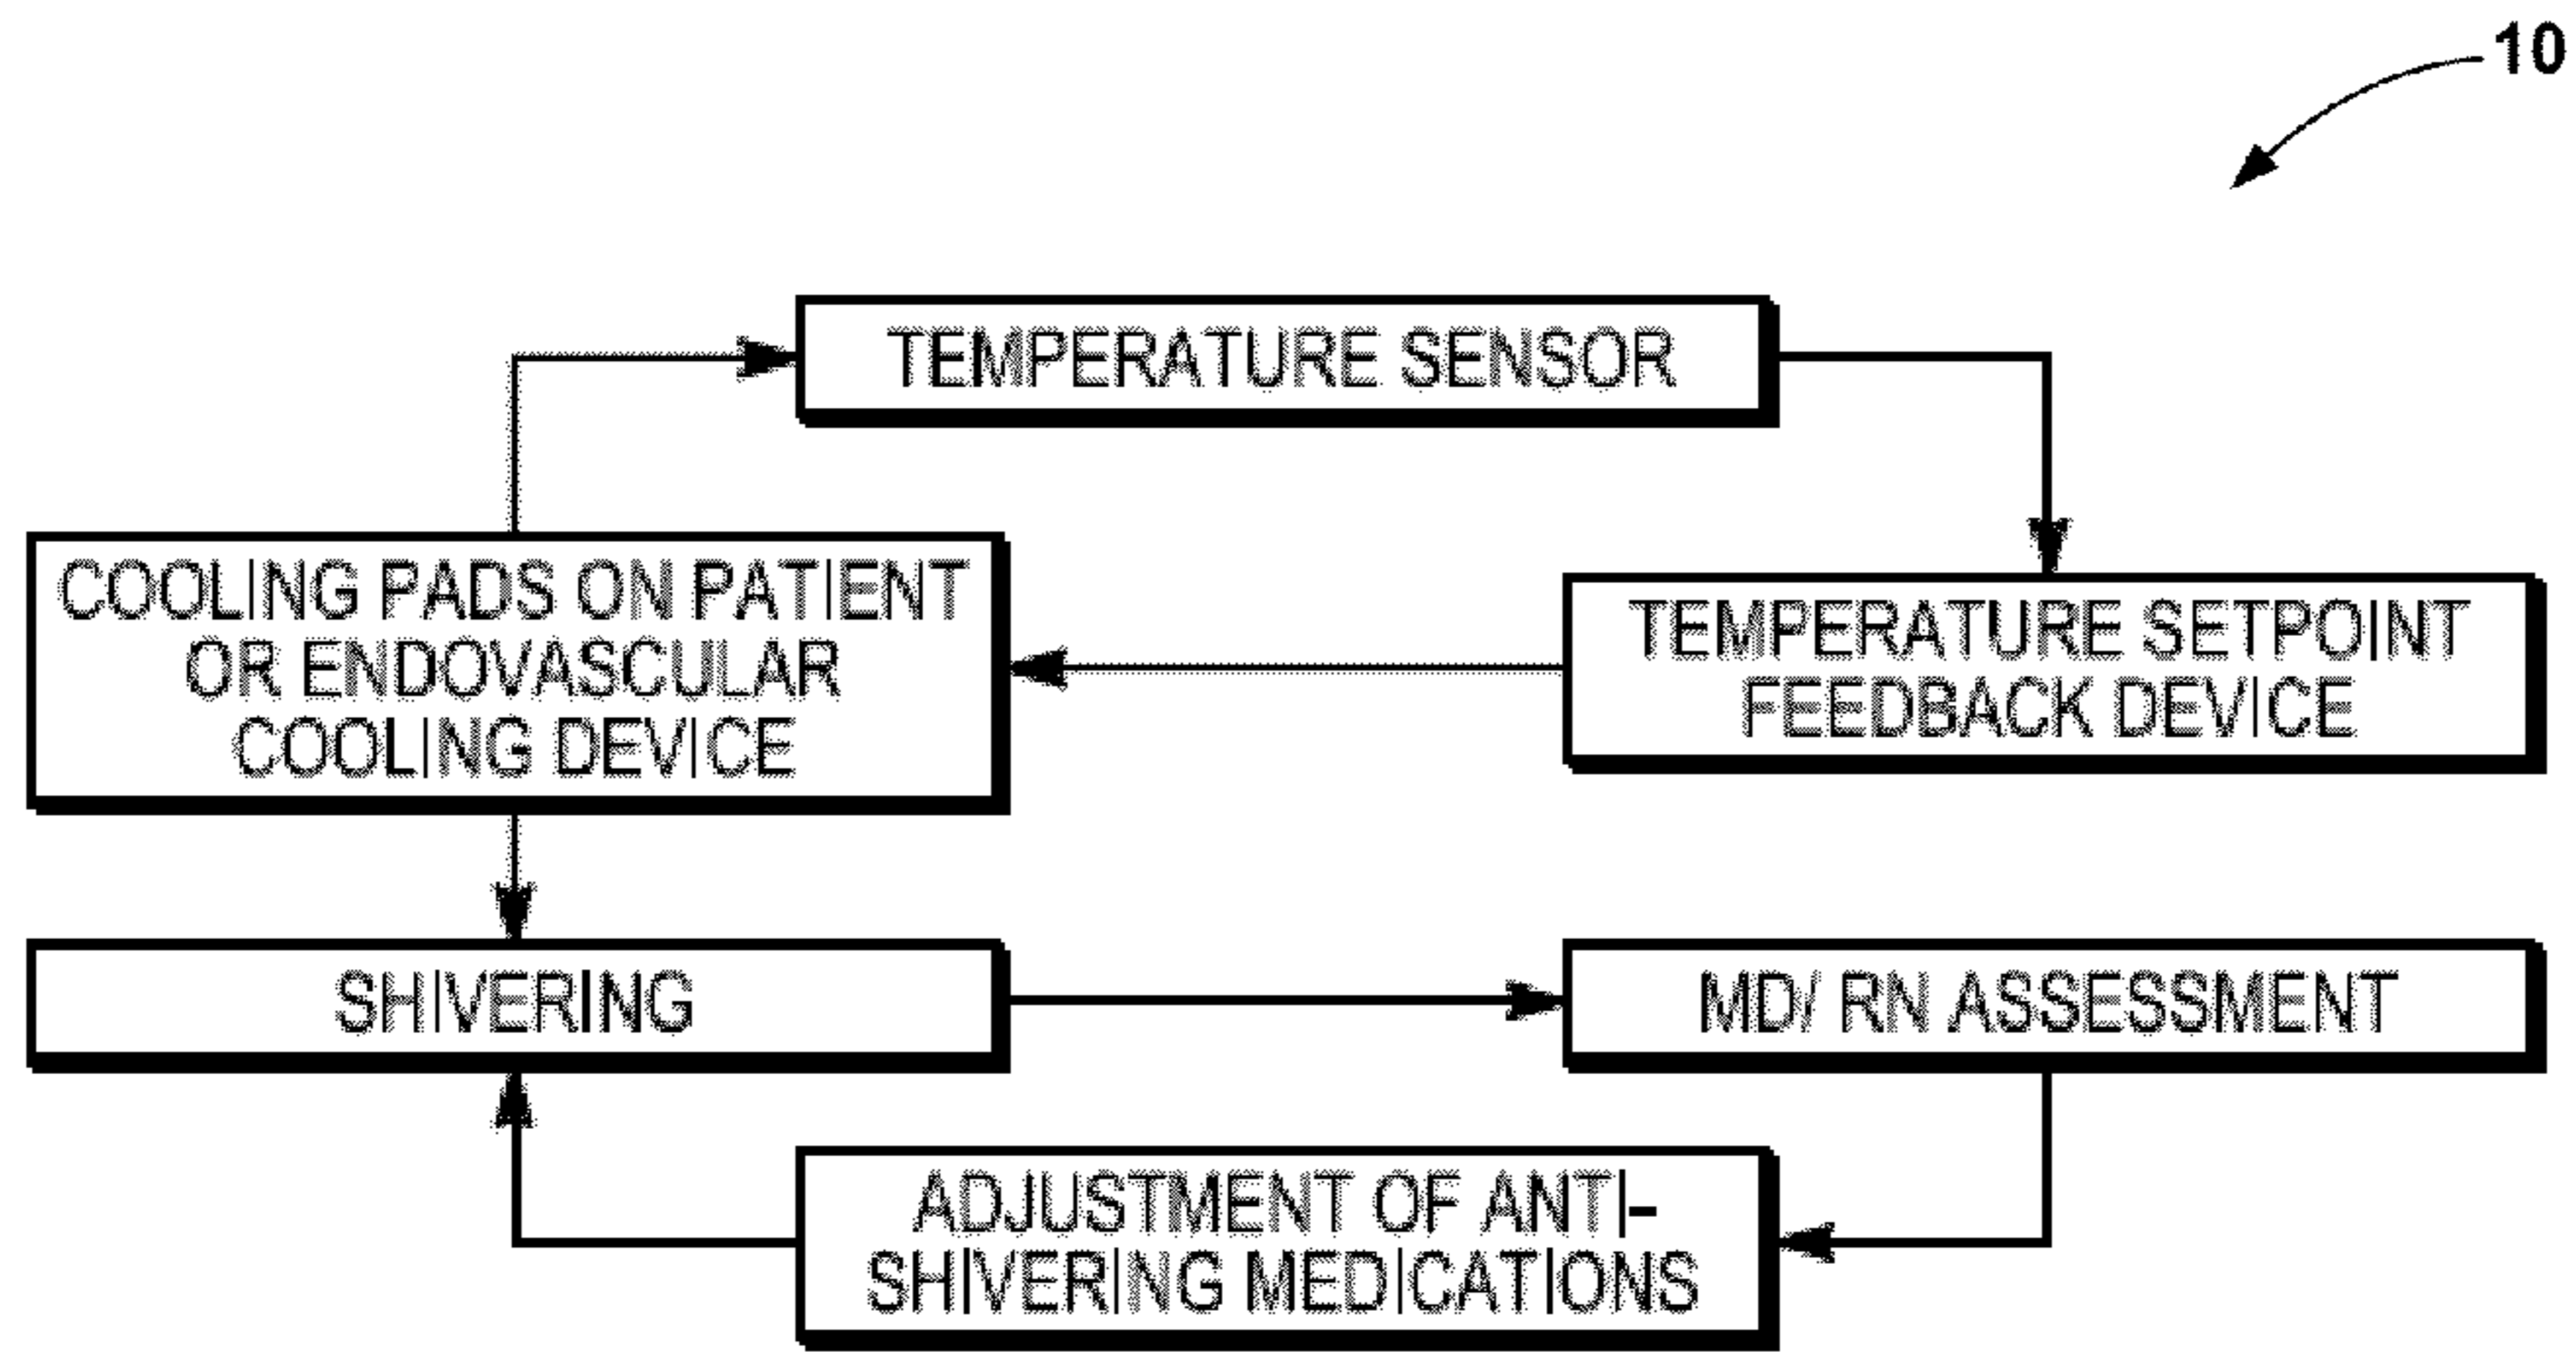 10
TEMPERATURE SENSOR
COOLING PADS ON PATIENT
OR ENDOVASCULAR
COOLING DEVICE
TEMPERATURE SETPOINT
FEEDBACK DEVICE
SHIVERING
MD/ RN ASSESSMENT
ADJUSTMENT OF ANTI-
SHIVERING MEDICATIONS